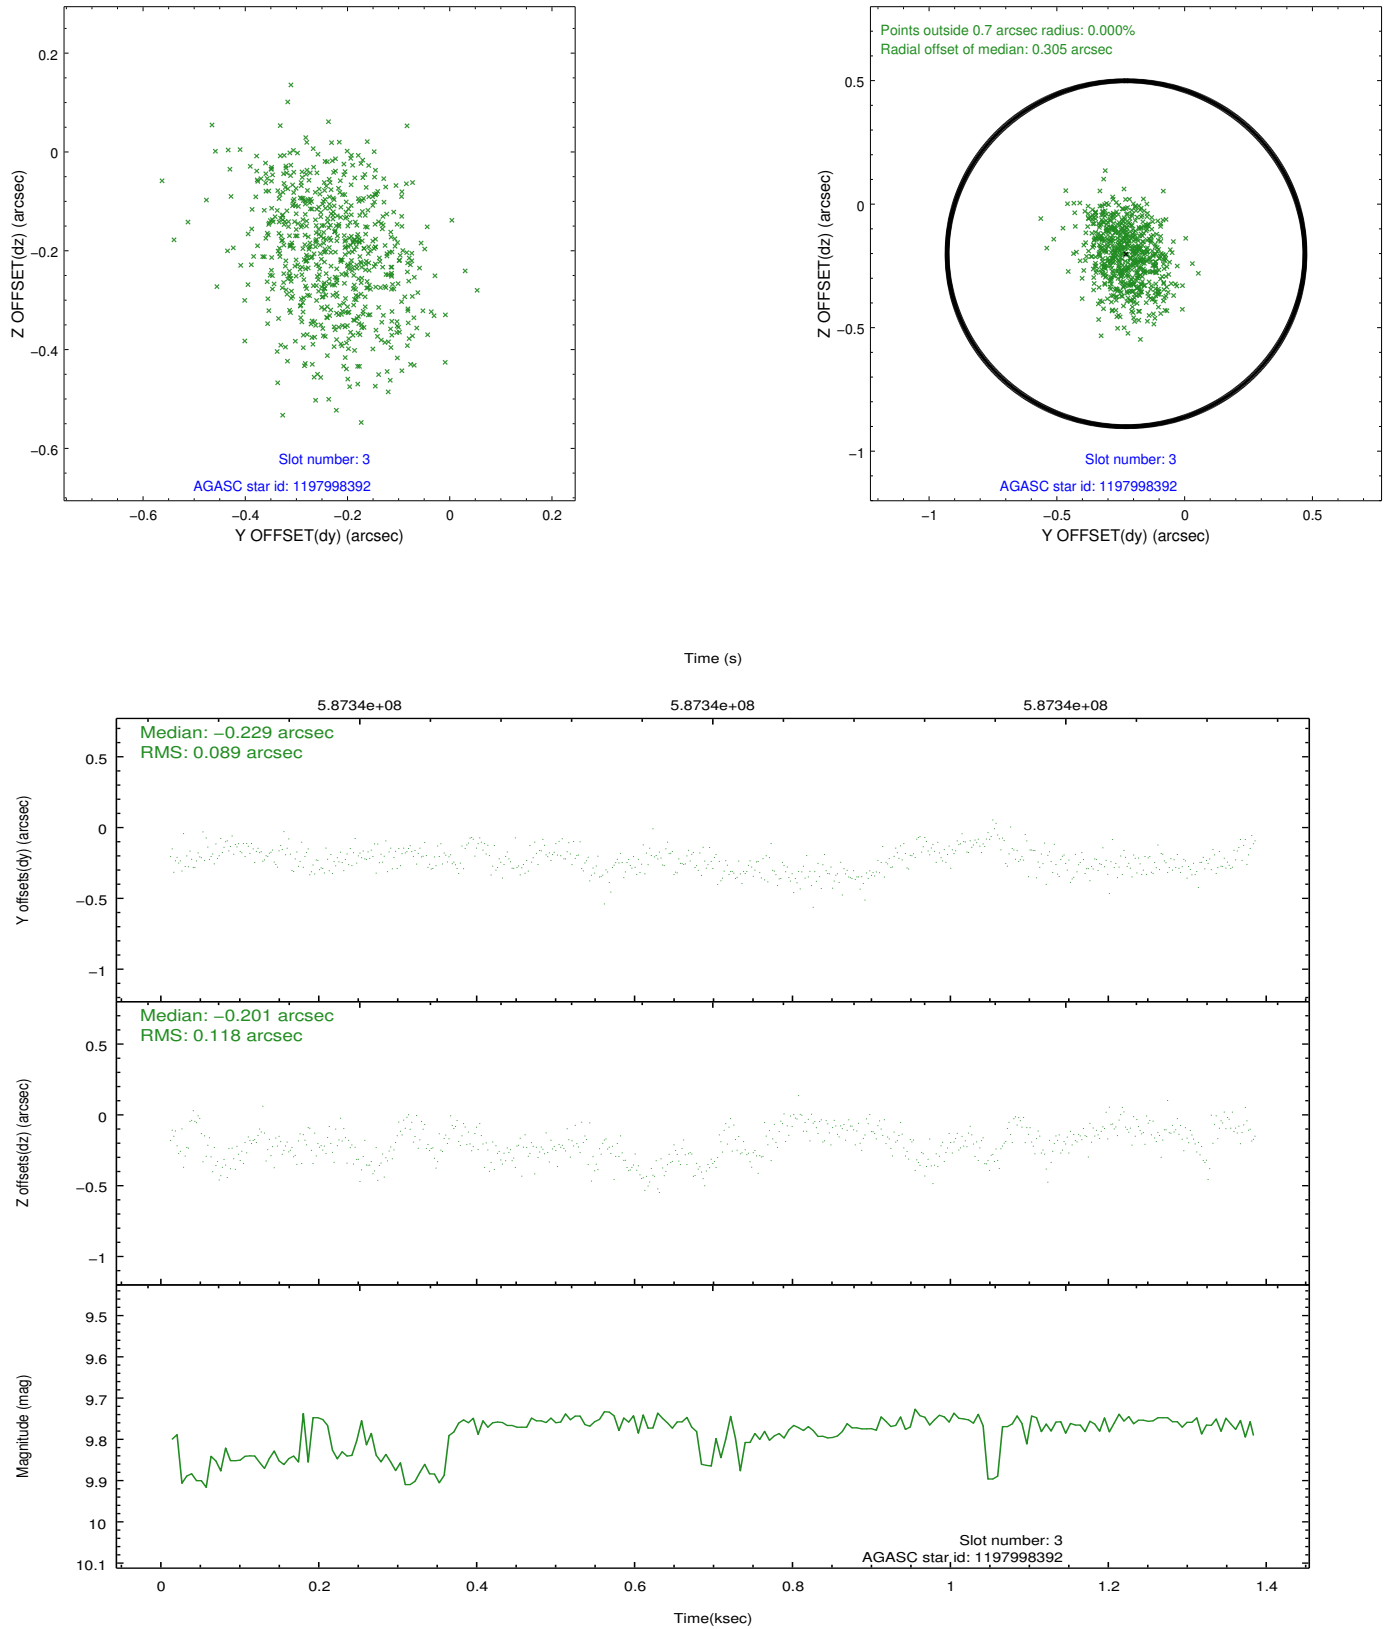 0.2
0
−0.2
−0.4
−0.6
Z OFFSET(dz) (arcsec)
−0.6
−0.4
−0.2
0
0.2
Y OFFSET(dy) (arcsec)
Slot number: 3
AGASC star id: 1197998392
Points outside 0.7 arcsec radius: 0.000%
Radial offset of median: 0.305 arcsec
0.5
0
−0.5
−1
Z OFFSET(dz) (arcsec)
−1
−0.5
0
0.5
Y OFFSET(dy) (arcsec)
Slot number: 3
AGASC star id: 1197998392
Time (s)
5.8734e+08
5.8734e+08
5.8734e+08
Median: −0.229 arcsec
RMS: 0.089 arcsec
0.5
0
−0.5
−1
Y offsets(dy) (arcsec)
Median: −0.201 arcsec
RMS: 0.118 arcsec
0.5
0
−0.5
−1
Z offsets(dz) (arcsec)
9.5
9.6
9.7
9.8
9.9
10
10.1
Magnitude (mag)
Slot number: 3
AGASC star id: 1197998392
0
0.2
0.4
0.6
0.8
1
1.2
1.4
Time(ksec)